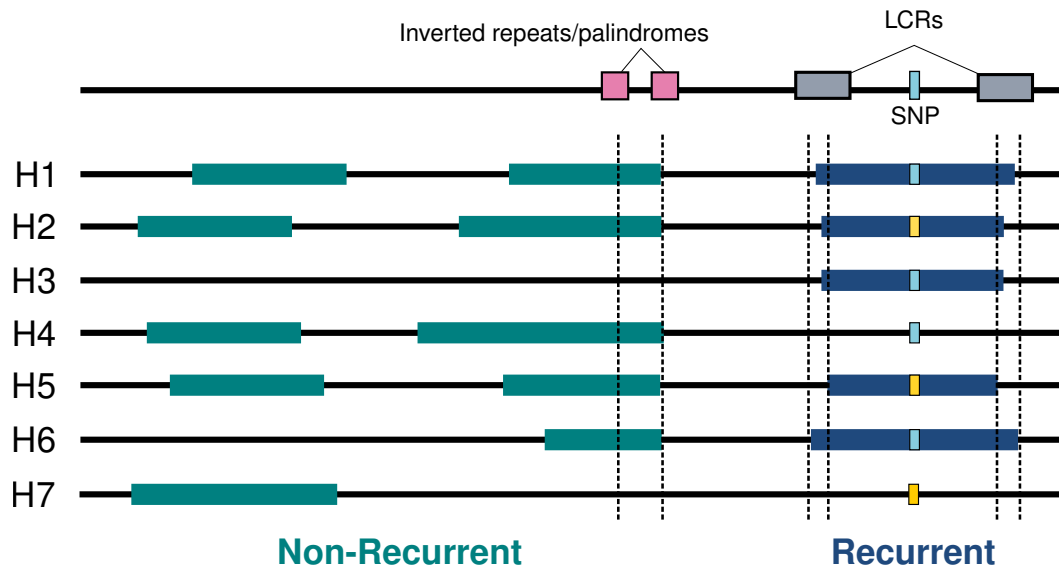 LCRs
Inverted repeats/palindromes
SNP
H1
H2
H3
H4
H5
H6
H7
Non-Recurrent
Recurrent